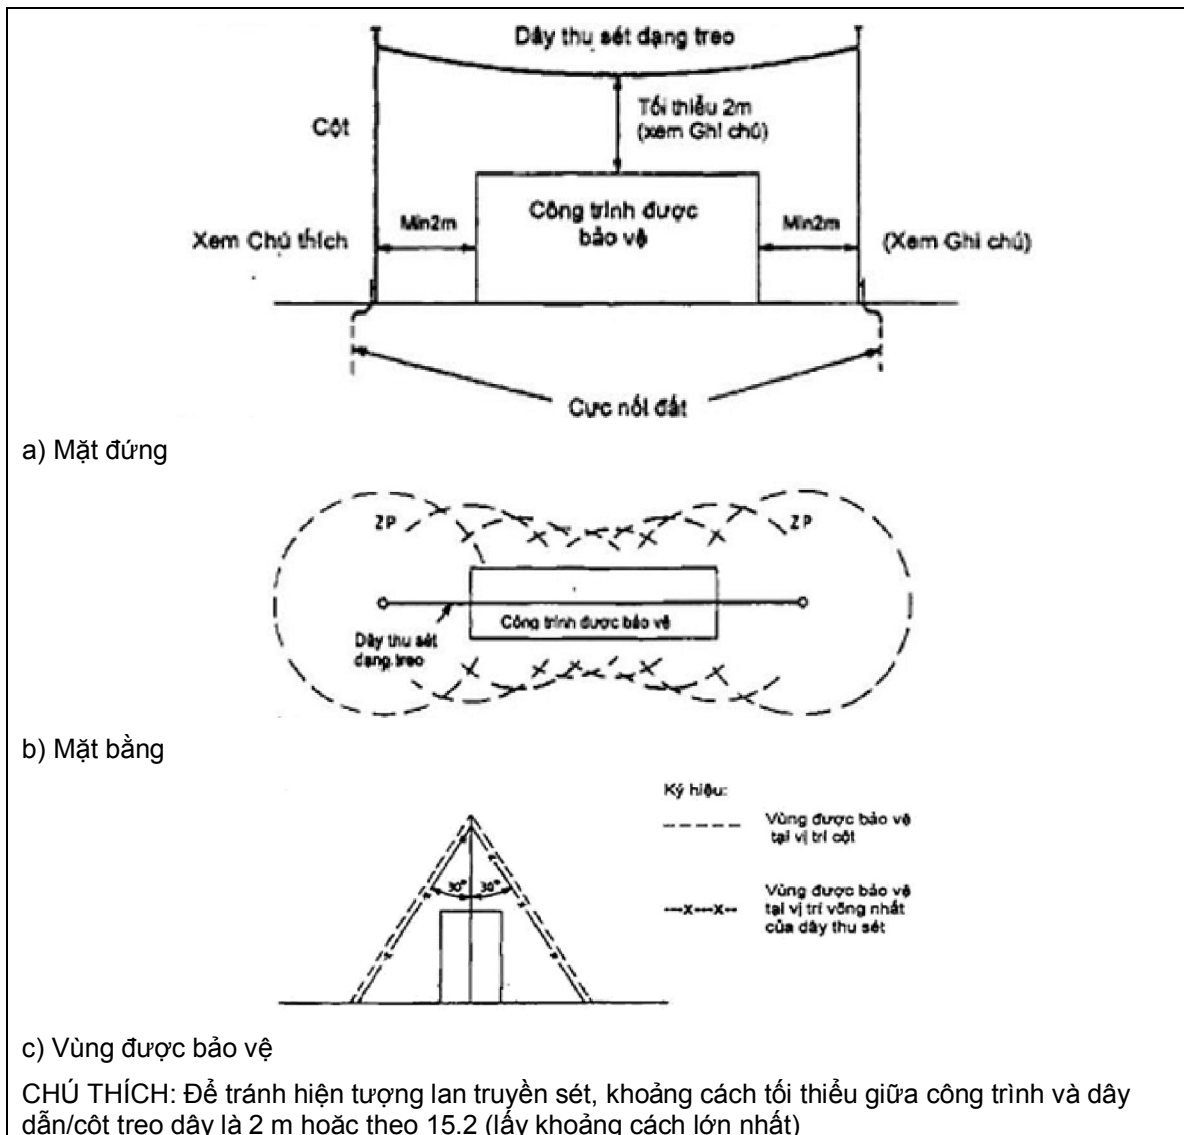 Dây thu sét dạng treo
Tối thiểu 2m
(xem Ghi chú)
Cột
Công trình được
bảo vệ
Min2m
Min2m
Xem Chú thích
(Xem Ghi chú)
Cực nối đất
a) Mặt đứng
ZP
ZP
Công trình được bảo vệ
Dây thu sét
dạng treo
b) Mặt bằng
Ký hiệu:
Vùng được bảo vệ
tại vị trí cột
30°
30°
Vùng được bảo vệ
---x---x--
tại vị trí võng nhất
của dây thu sét
c) Vùng được bảo vệ
CHÚ THÍCH: Để tránh hiện tượng lan truyền sét, khoảng cách tối thiểu giữa công trình và dây
dẫn/cột treo dây là 2 m hoặc theo 15.2 (lấy khoảng cách lớn nhất)